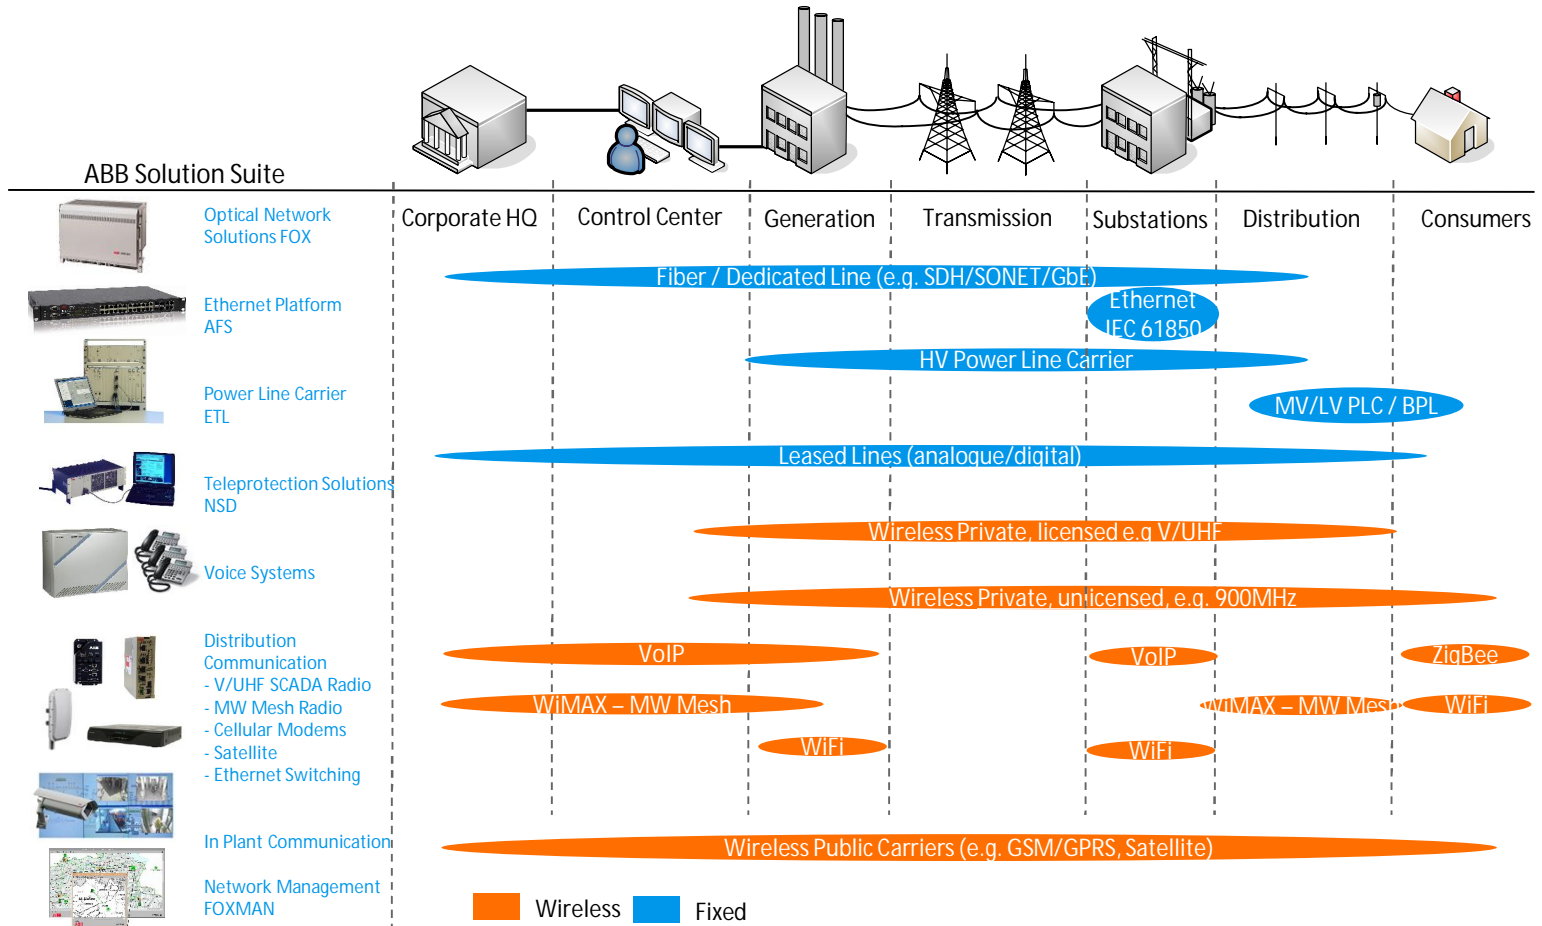 ABB Solution Suite
Optical Network
Solutions FOX
Ethernet Platform
AFS
Power Line Carrier
ETL
Teleprotection Solutions
NSD
Voice Systems
Distribution
Communication
- V/UHF SCADA Radio
- MW Mesh Radio
- Cellular Modems
- Satellite
- Ethernet Switching
In Plant Communication
Network Management
FOXMAN
Corporate HQ
Control Center
Generation
Transmission
Substations
Distribution
Consumers
Fiber / Dedicated Line (e.g. SDH/SONET/GbE)
Ethernet
IEC 61850
HV Power Line Carrier
MV/LV PLC / BPL
Leased Lines (analogue/digital)
Wireless Private, licensed e.g V/UHF
Wireless Private, unlicensed, e.g. 900MHz
VoIP
VoIP
ZigBee
WiMAX – MW Mesh
WiMAX – MW Mesh
WiFi
WiFi
WiFi
Wireless Public Carriers (e.g. GSM/GPRS, Satellite)
Wireless
Fixed